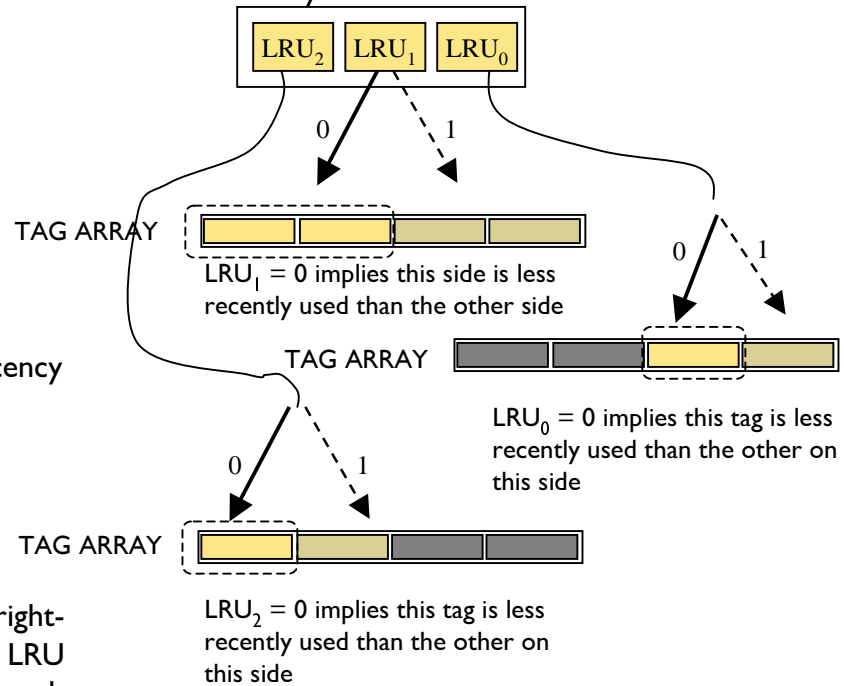 LRU2 LRU1 LRU0
0 1
TAG ARRAY
LRU1 = 0 implies this side is less
recently used than the other side
0 1
TAG ARRAY
LRU0 = 0 implies this tag is less
recently used than the other on
this side
0 1
TAG ARRAY
LRU2 = 0 implies this tag is less
recently used than the other on
this side
right-
LRU